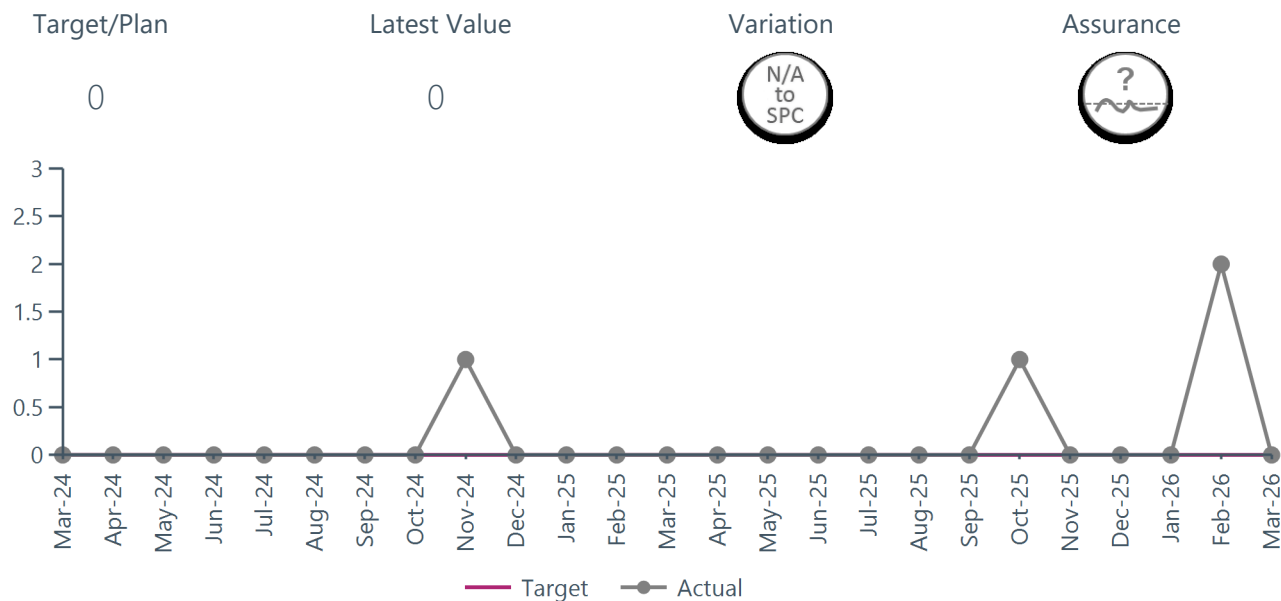 Target/Plan
Latest Value
Variation
Assurance
0
0
N/A
to
SPC
?
3
2.5
2
1.5
1
0.5
0
Mar-24
Apr-24
May-24
Jun-24
Jul-24
Aug-24
Sep-24
Oct-24
Nov-24
Dec-24
Jan-25
Feb-25
Mar-25
Apr-25
May-25
Jun-25
Jul-25
Aug-25
Sep-25
Oct-25
Nov-25
Dec-25
Jan-26
Feb-26
Mar-26
Target
Actual